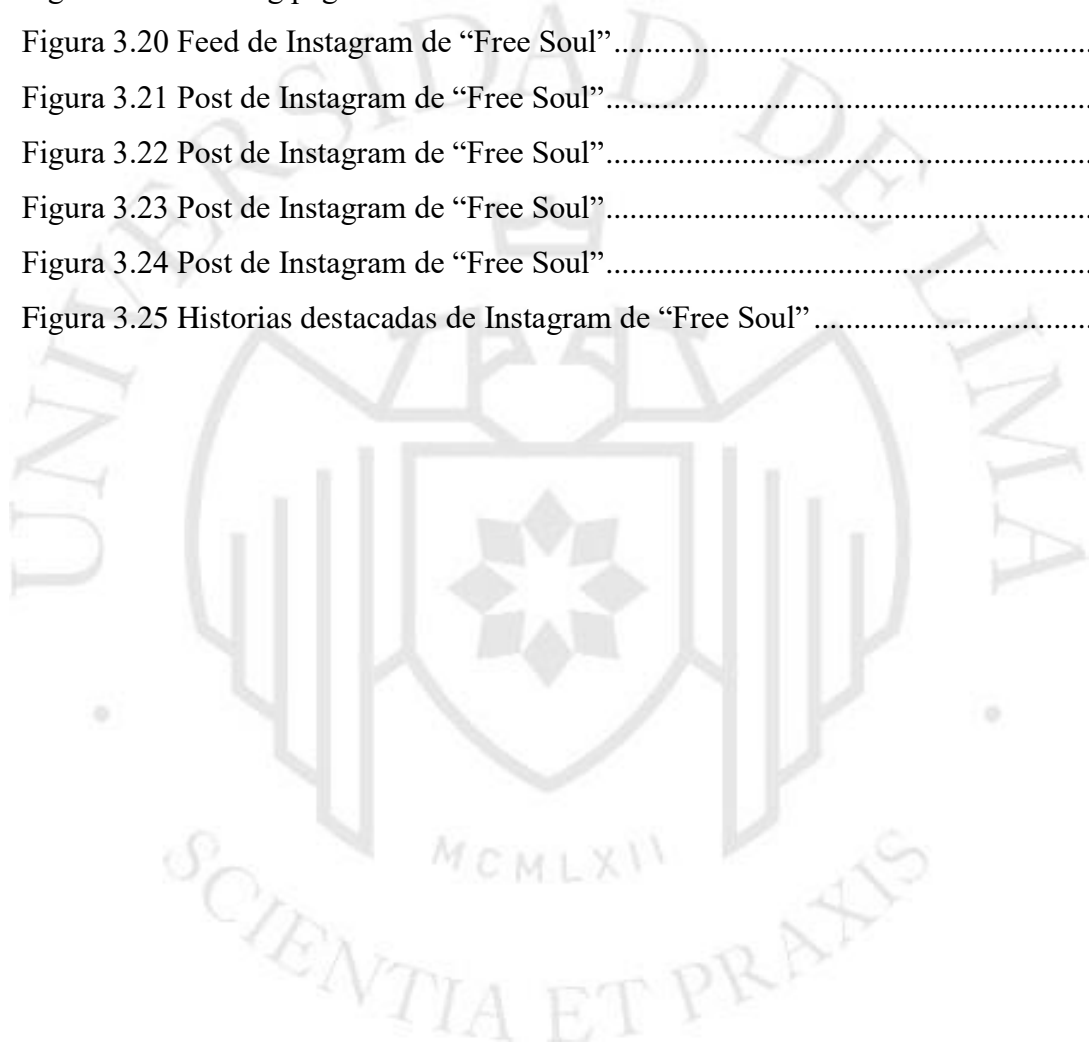 Figura 3.20 Feed de Instagram de “Free Soul”..........................................................
Figura 3.21 Post de Instagram de “Free Soul”...........................................................
Figura 3.22 Post de Instagram de “Free Soul”...........................................................
Figura 3.23 Post de Instagram de “Free Soul”...........................................................
Figura 3.24 Post de Instagram de “Free Soul”...........................................................
Figura 3.25 Historias destacadas de Instagram de “Free Soul”.................................
UNIVERSIDAD DE LIMA
MCMLXII
SCIENTIA ET PRAXIS